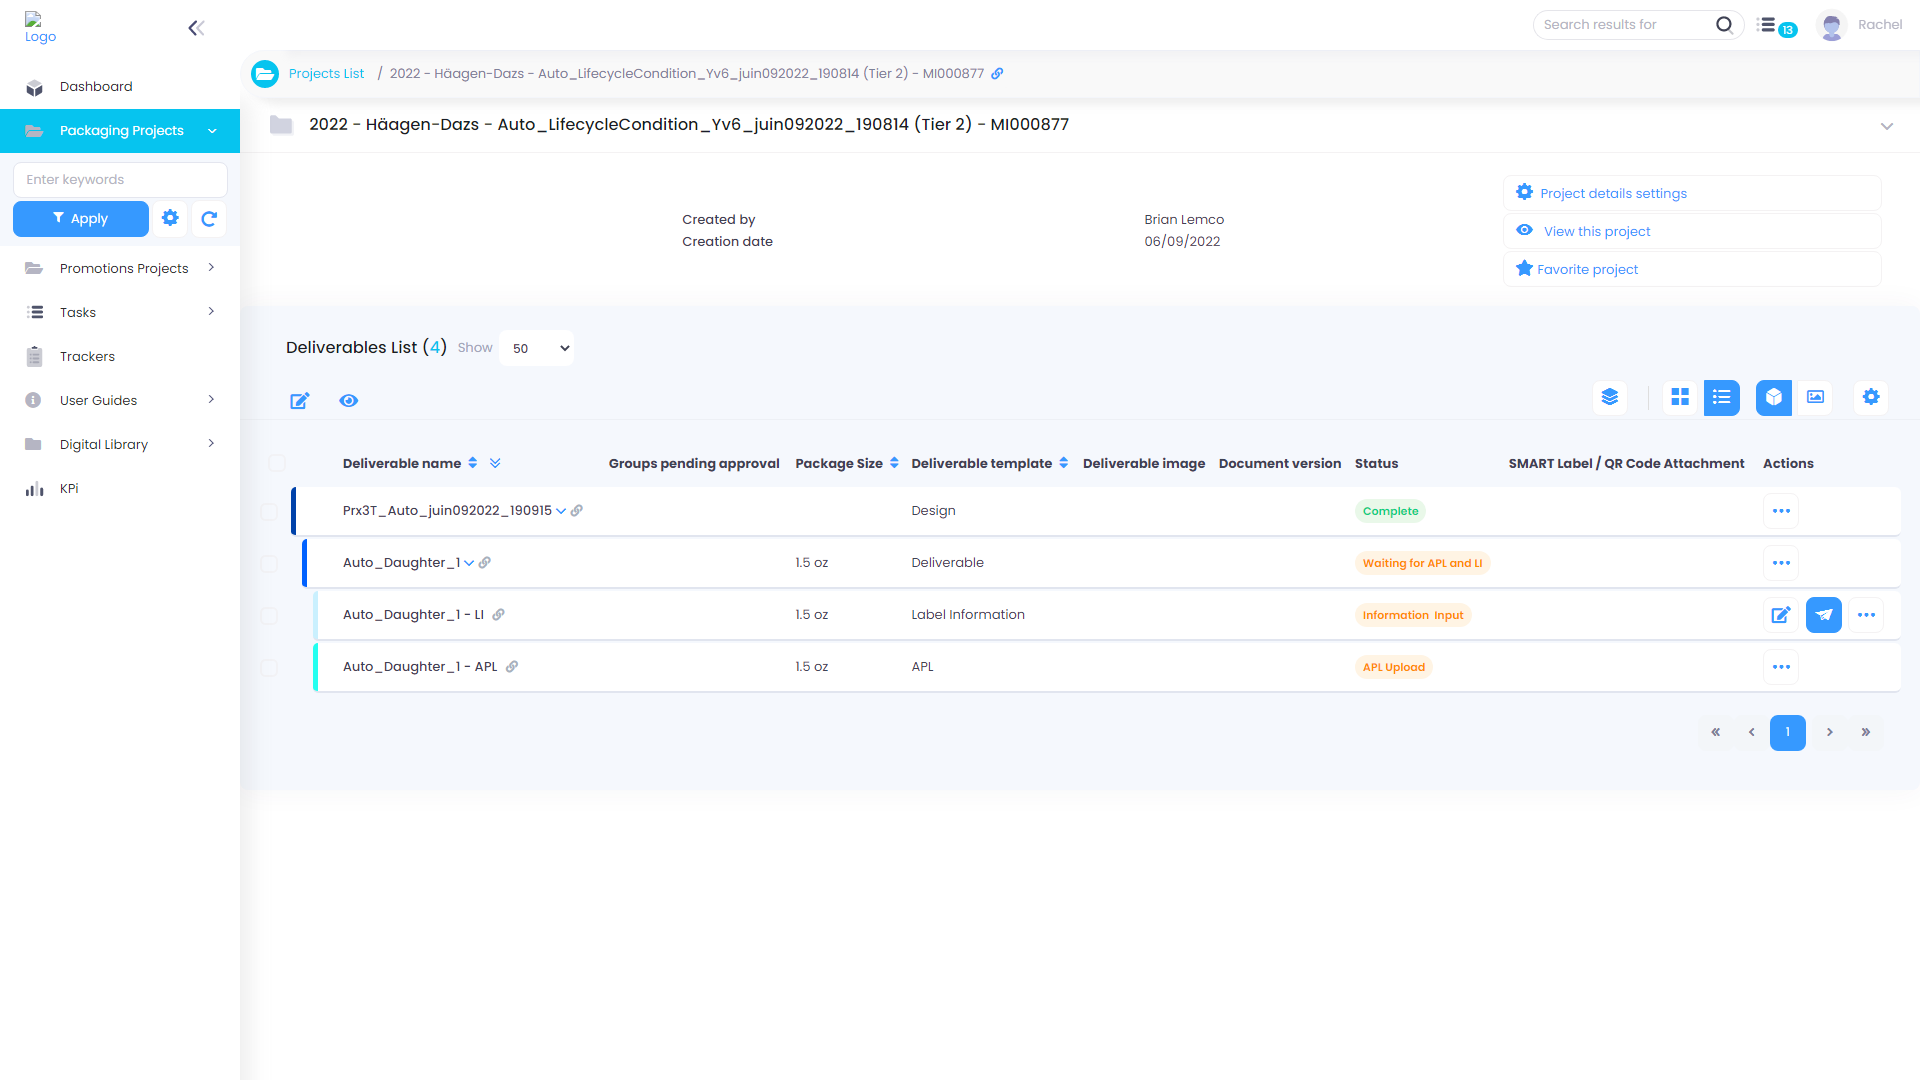 Logo
Search results for
13
Rachel
Dashboard
Packaging Projects
Enter keywords
Apply
Promotions Projects
Tasks
Trackers
User Guides
Digital Library
KPi
Projects List / 2022 - Häagen-Dazs - Auto_LifecycleCondition_Yv6_juin092022_190814 (Tier 2) - MI000877
2022 - Häagen-Dazs - Auto_LifecycleCondition_Yv6_juin092022_190814 (Tier 2) - MI000877
Created by Brian Lemco
Creation date 06/09/2022
Project details settings
View this project
Favorite project
Deliverables List (4) Show 50
Deliverable name Groups pending approval Package Size Deliverable template Deliverable image Document version Status SMART Label / QR Code Attachment Actions
Prx3T_Auto_juin092022_190915 Design Complete
Auto_Daughter_1 1.5 oz Deliverable Waiting for APL and LI
Auto_Daughter_1 - LI 1.5 oz Label Information Information Input
Auto_Daughter_1 - APL 1.5 oz APL APL Upload
« ‹ 1 › »